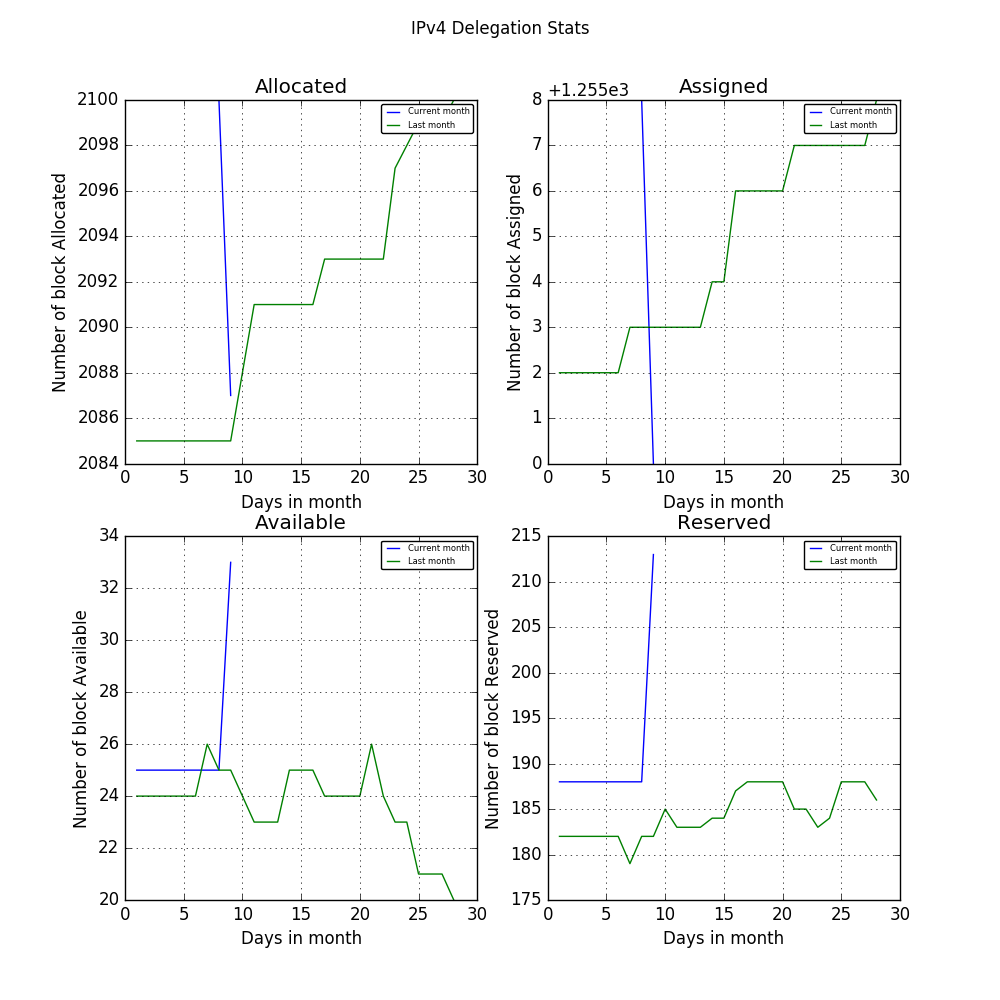 IPv4 Delegation Stats
Allocated
Number of block Allocated
2100
2098
2096
2094
2092
2090
2088
2086
2084
0 5 10 15 20 25 30
Days in month
Current month
Last month
Assigned
+1.255e3
Number of block Assigned
8
7
6
5
4
3
2
1
0
0 5 10 15 20 25 30
Days in month
Current month
Last month
Available
Number of block Available
34
32
30
28
26
24
22
20
0 5 10 15 20 25 30
Days in month
Current month
Last month
Reserved
Number of block Reserved
215
210
205
200
195
190
185
180
175
0 5 10 15 20 25 30
Days in month
Current month
Last month